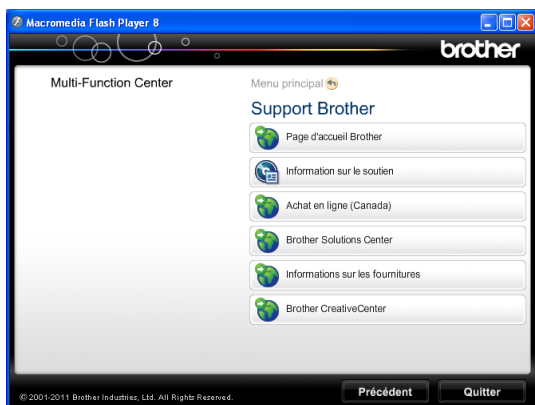 Macromedia Flash Player 8
brother
Multi-Function Center
Menu principal
Support Brother
Page d'accueil Brother
Information sur le soutien
Achat en ligne (Canada)
Brother Solutions Center
Informations sur les fournitures
Brother CreativeCenter
© 2001-2011 Brother Industries, Ltd. All Rights Reserved.
Précédent
Quitter